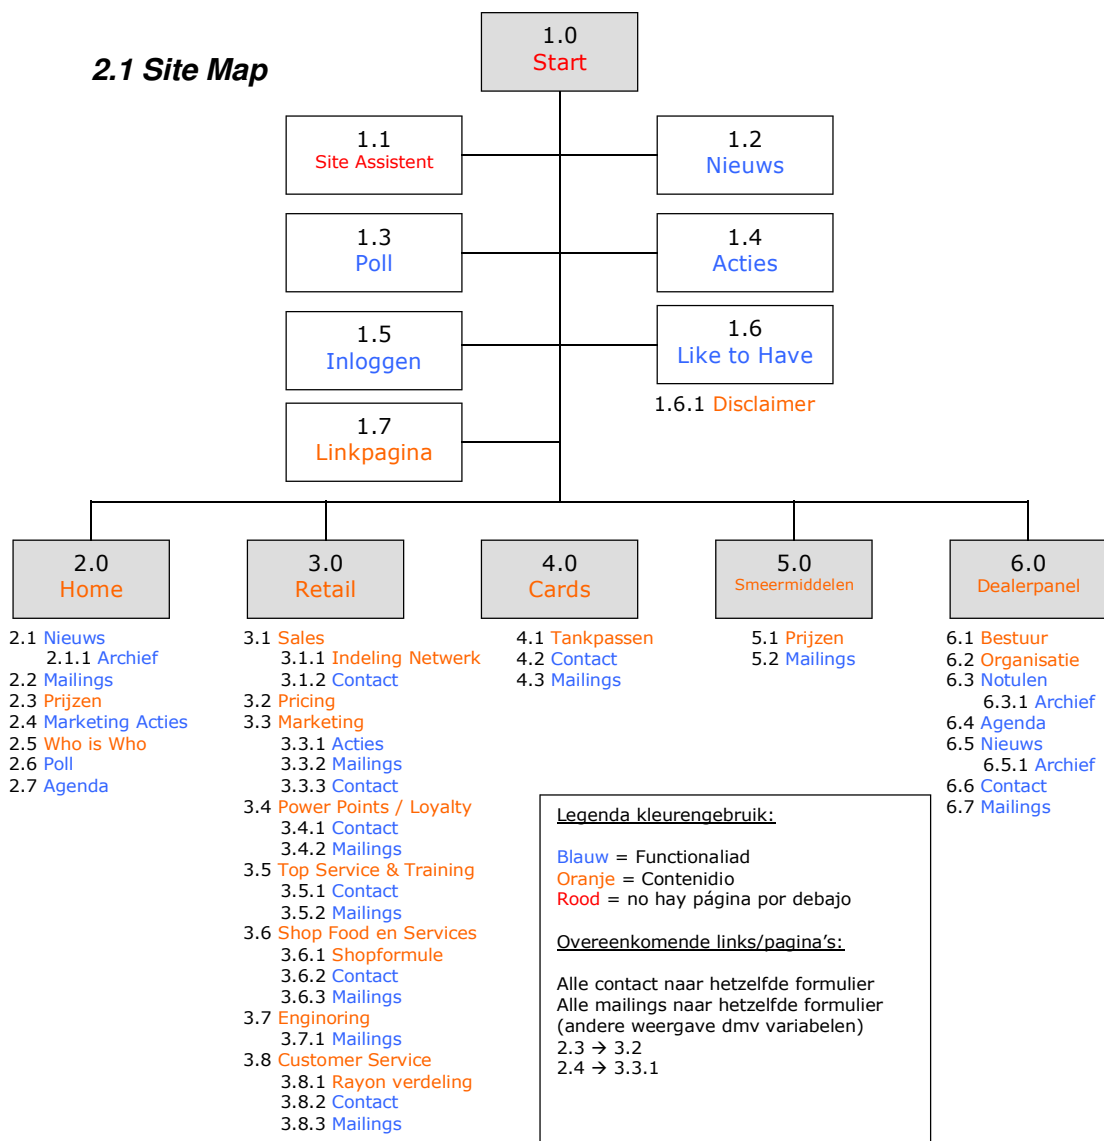 2.1 Site Map
1.0
Start
1.1
Site Assistent
1.2
Nieuws
1.3
Poll
1.4
Acties
1.5
Inloggen
1.6
Like to Have
1.6.1 Disclaimer
1.7
Linkpagina
2.0
Home
2.1 Nieuws
2.1.1 Archief
2.2 Mailings
2.3 Prijzen
2.4 Marketing Acties
2.5 Who is Who
2.6 Poll
2.7 Agenda
3.0
Retail
3.1 Sales
3.1.1 Indeling Netwerk
3.1.2 Contact
3.2 Pricing
3.3 Marketing
3.3.1 Acties
3.3.2 Mailings
3.3.3 Contact
3.4 Power Points / Loyalty
3.4.1 Contact
3.4.2 Mailings
3.5 Top Service & Training
3.5.1 Contact
3.5.2 Mailings
3.6 Shop Food en Services
3.6.1 Shopformule
3.6.2 Contact
3.6.3 Mailings
3.7 Enginoring
3.7.1 Mailings
3.8 Customer Service
3.8.1 Rayon verdeling
3.8.2 Contact
3.8.3 Mailings
4.0
Cards
4.1 Tankpassen
4.2 Contact
4.3 Mailings
5.0
Smeermiddelen
5.1 Prijzen
5.2 Mailings
6.0
Dealerpanel
6.1 Bestuur
6.2 Organisatie
6.3 Notulen
6.3.1 Archief
6.4 Agenda
6.5 Nieuws
6.5.1 Archief
6.6 Contact
6.7 Mailings
Legenda kleurengebruik:
Blauw = Functionaliad
Oranje = Contenidio
Rood = no hay página por debajo
Overeenkomende links/pagina's:
Alle contact naar hetzelfde formulier
Alle mailings naar hetzelfde formulier
(andere weergave dmv variabelen)
2.3 → 3.2
2.4 → 3.3.1